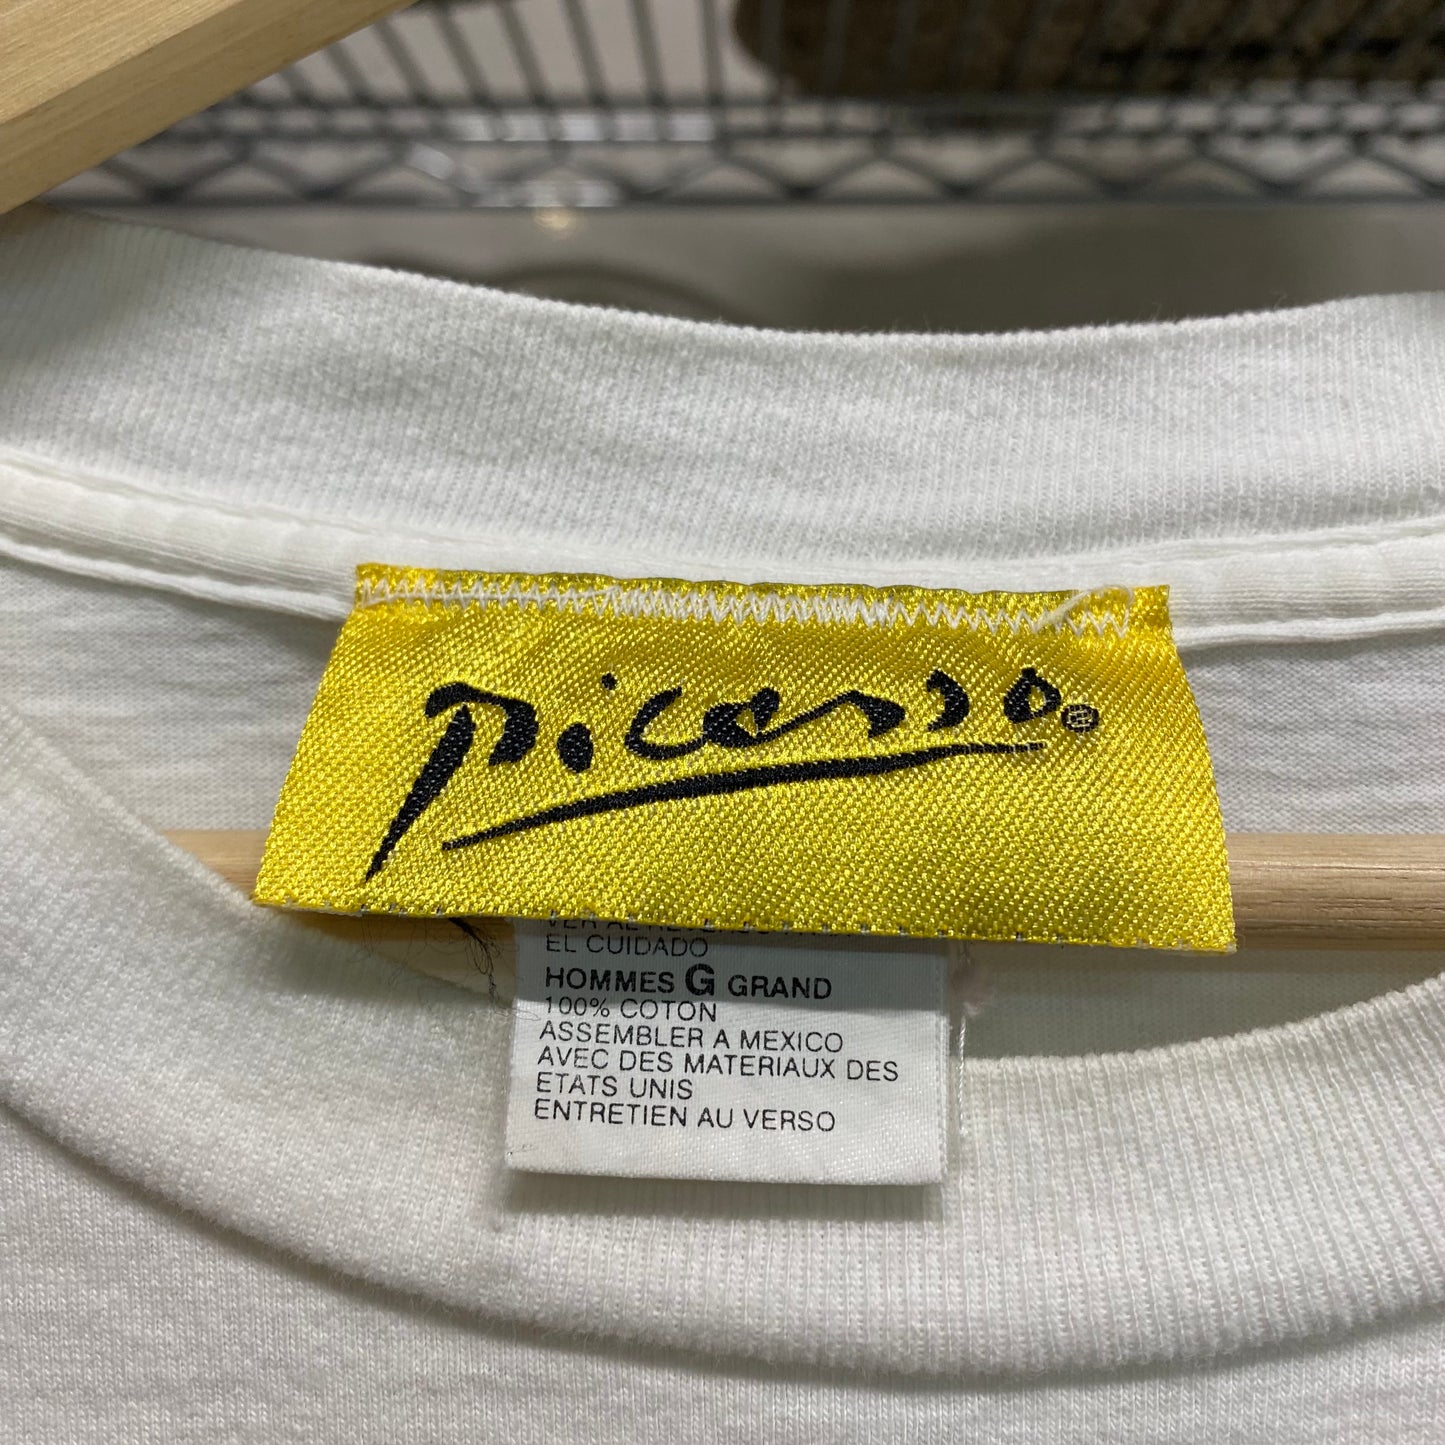 Picasso®
EL CUIDADO
HOMMES G GRAND
100% COTON
ASSEMBLER A MEXICO
AVEC DES MATERIAUX DES
ETATS UNIS
ENTRETIEN AU VERSO